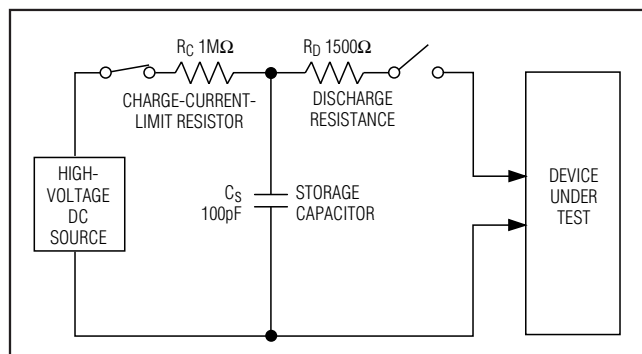 R_C 1MΩ
CHARGE-CURRENT-
LIMIT RESISTOR
R_D 1500Ω
DISCHARGE
RESISTANCE
HIGH-
VOLTAGE
DC
SOURCE
C_S
100pF
STORAGE
CAPACITOR
DEVICE
UNDER
TEST